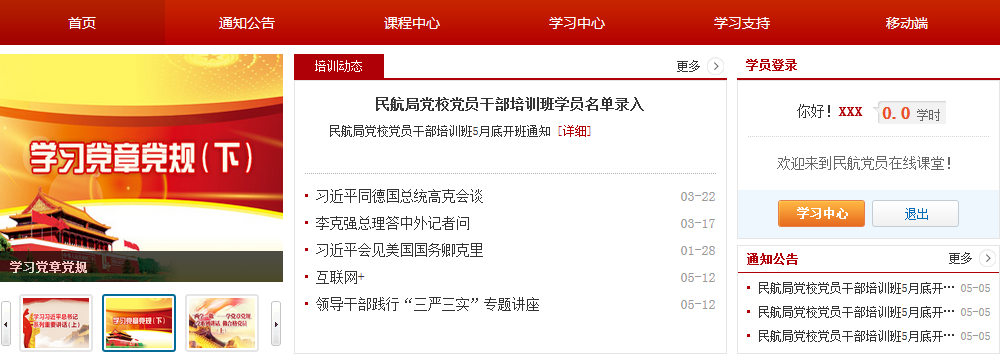 首页 通知公告 课程中心 学习中心 学习支持 移动端
学习党章党规(下)
学习党章党规
学习习近平总书记
系列重要讲话(上)
学习党章党规(下)
培训动态 更多
民航局党校党员干部培训班学员名单录入
民航局党校党员干部培训班5月底开班通知 [详细]
习近平同德国总统高克会谈 03-22
李克强总理答中外记者问 03-17
习近平会见美国国务卿克里 01-28
互联网+ 05-12
领导干部践行“三严三实”专题讲座 05-12
学员登录
你好！xxx 0.0 学时
欢迎来到民航党员在线课堂！
学习中心 退出
通知公告 更多
民航局党校党员干部培训班5月底开… 05-05
民航局党校党员干部培训班5月底开… 05-05
民航局党校党员干部培训班5月底开… 05-05